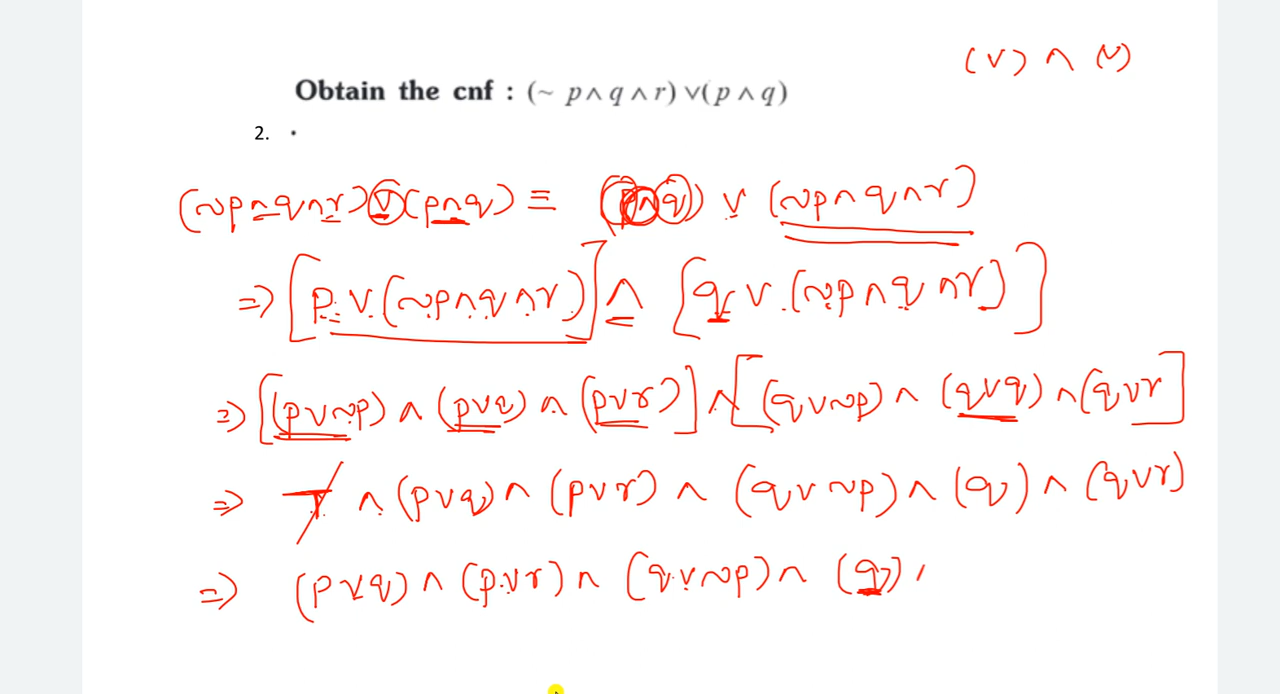 (∨) ∧ (∨)
Obtain the cnf : (~ p∧q∧r)∨(p∧q)
2. •
(~p∧q∧r)∨(p∧q) ≡ (p∧q) ∨ (~p∧q∧r)
⇒ [p∨(~p∧q∧r)] ∧ [q∨(~p∧q∧r)]
⇒ [(p∨~p) ∧ (p∨q) ∧ (p∨r)] ∧ [(q∨~p) ∧ (q∨q) ∧ (q∨r]
⇒ T ∧ (p∨q) ∧ (p∨r) ∧ (q∨~p) ∧ (q) ∧ (q∨r)
⇒ (p∨q) ∧ (p∨r) ∧ (q∨~p) ∧ (q)